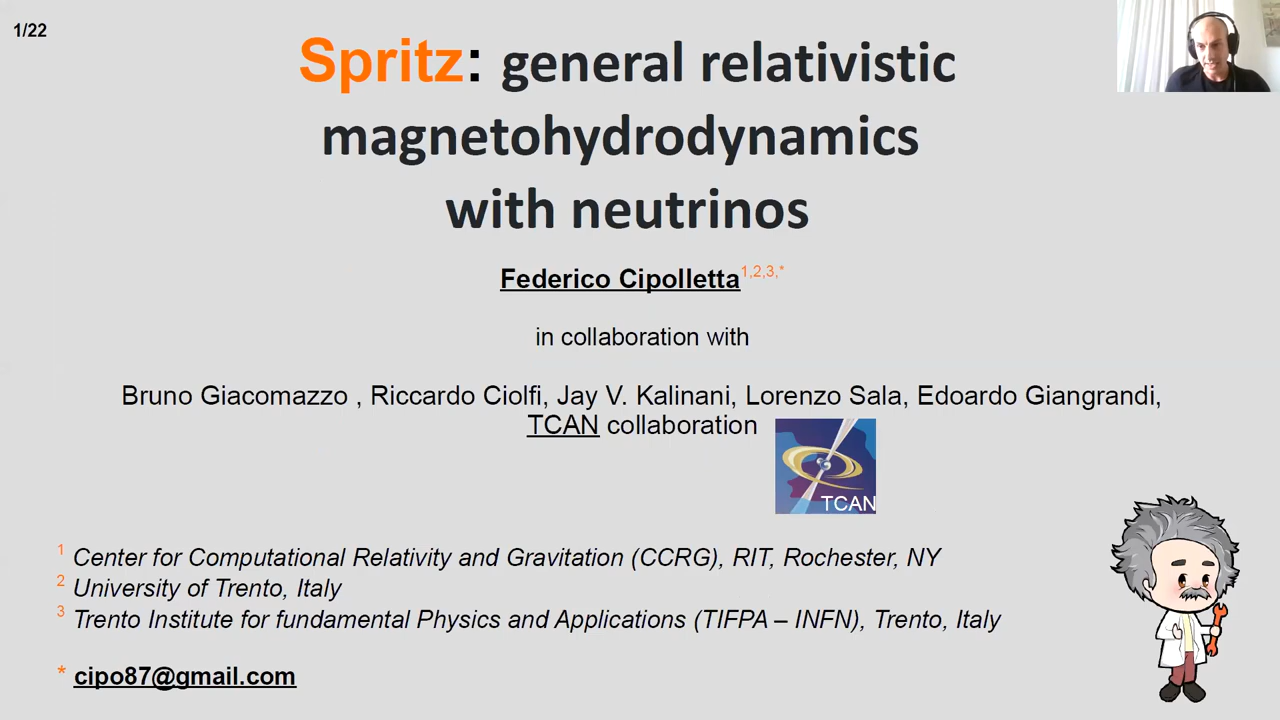 1/22
Spritz: general relativistic
magnetohydrodynamics
with neutrinos
Federico Cipolletta1,2,3,*
in collaboration with
Bruno Giacomazzo , Riccardo Ciolfi, Jay V. Kalinani, Lorenzo Sala, Edoardo Giangrandi,
TCAN collaboration
TCAN
1 Center for Computational Relativity and Gravitation (CCRG), RIT, Rochester, NY
2 University of Trento, Italy
3 Trento Institute for fundamental Physics and Applications (TIFPA – INFN), Trento, Italy
* cipo87@gmail.com